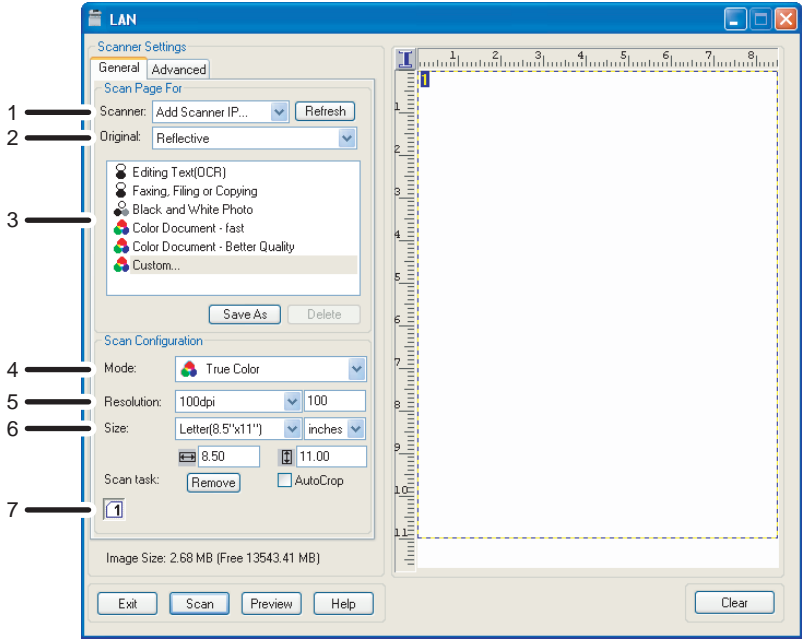 LAN
Scanner Settings
General Advanced
Scan Page For
1 Scanner: Add Scanner IP... Refresh
2 Original: Reflective
Editing Text(OCR)
Faxing, Filing or Copying
Black and White Photo
3 Color Document - fast
Color Document - Better Quality
Custom...
Save As Delete
Scan Configuration
4 Mode: True Color
5 Resolution: 100dpi 100
6 Size: Letter(8.5"x11") inches
8.50 11.00
Scan task: Remove AutoCrop
7 1
Image Size: 2.68 MB (Free 13543.41 MB)
Exit Scan Preview Help
1 2 3 4 5 6 7 8
1
1
2
3
4
5
6
7
8
9
10
11
Clear